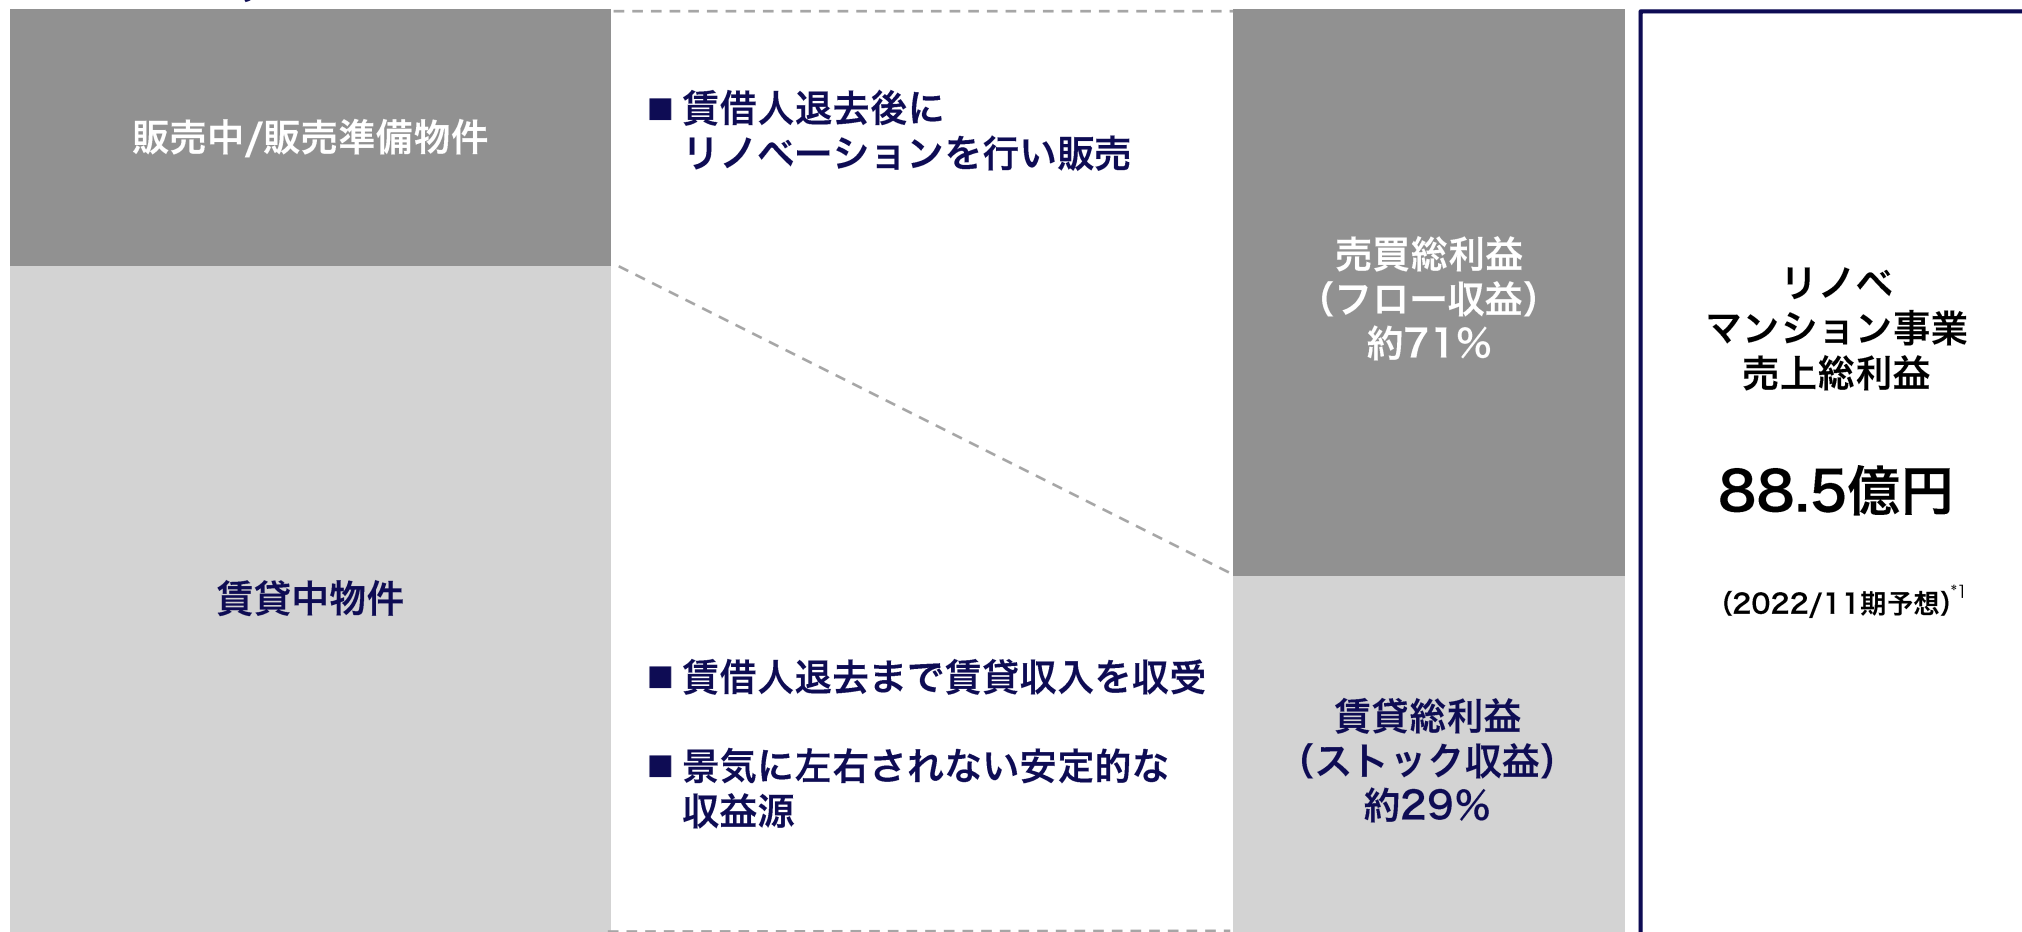 販売中/販売準備物件
賃貸中物件
■ 賃借人退去後に
リノベーションを行い販売
■ 賃借人退去まで賃貸収入を収受
■ 景気に左右されない安定的な
収益源
売買総利益
（フロー収益）
約71%
賃貸総利益
（ストック収益）
約29%
リノベ
マンション事業
売上総利益
88.5億円
（2022/11期予想）*1